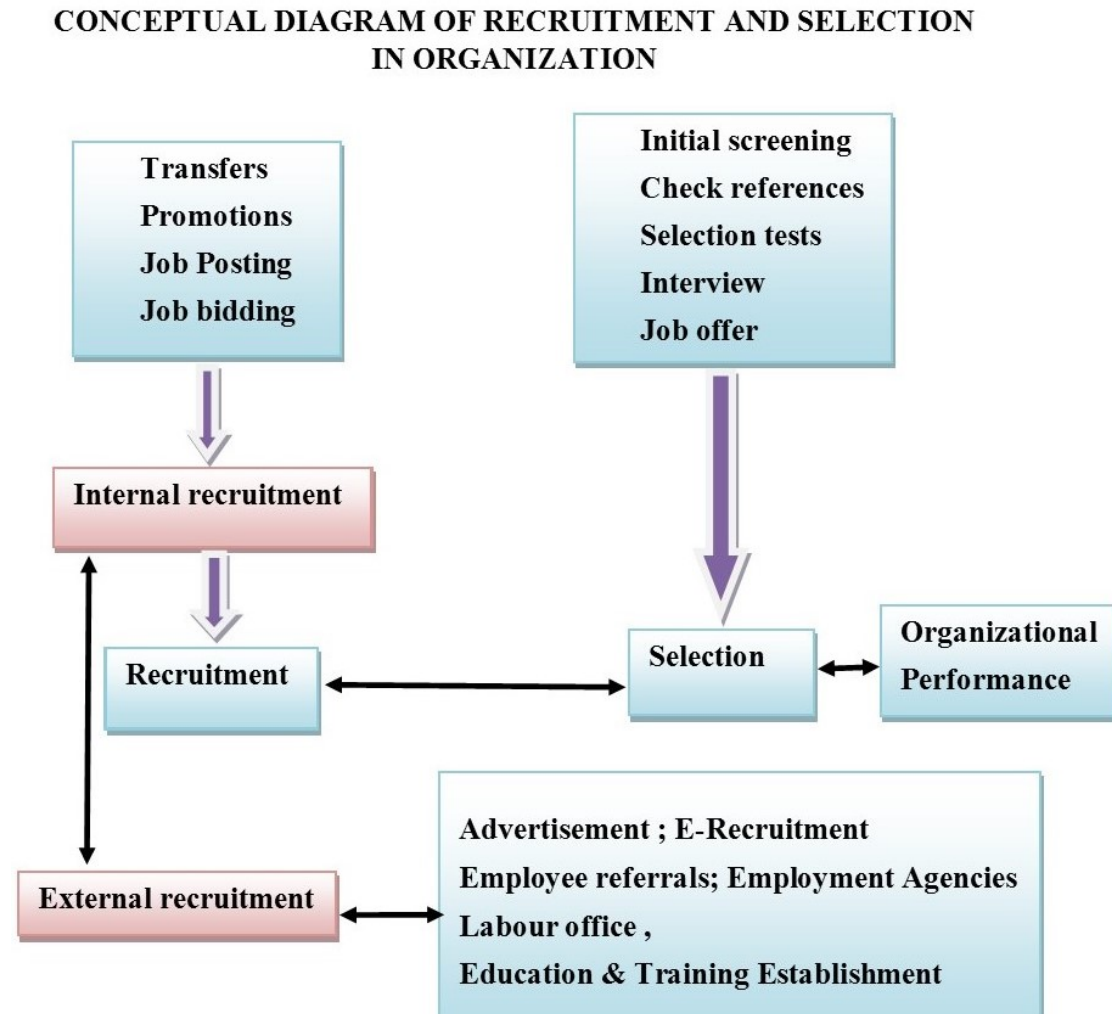 CONCEPTUAL DIAGRAM OF RECRUITMENT AND SELECTION
IN ORGANIZATION
Transfers
Promotions
Job Posting
Job bidding
Initial screening
Check references
Selection tests
Interview
Job offer
Internal recruitment
Recruitment
Selection
Organizational
Performance
External recruitment
Advertisement ; E-Recruitment
Employee referrals; Employment Agencies
Labour office ,
Education & Training Establishment